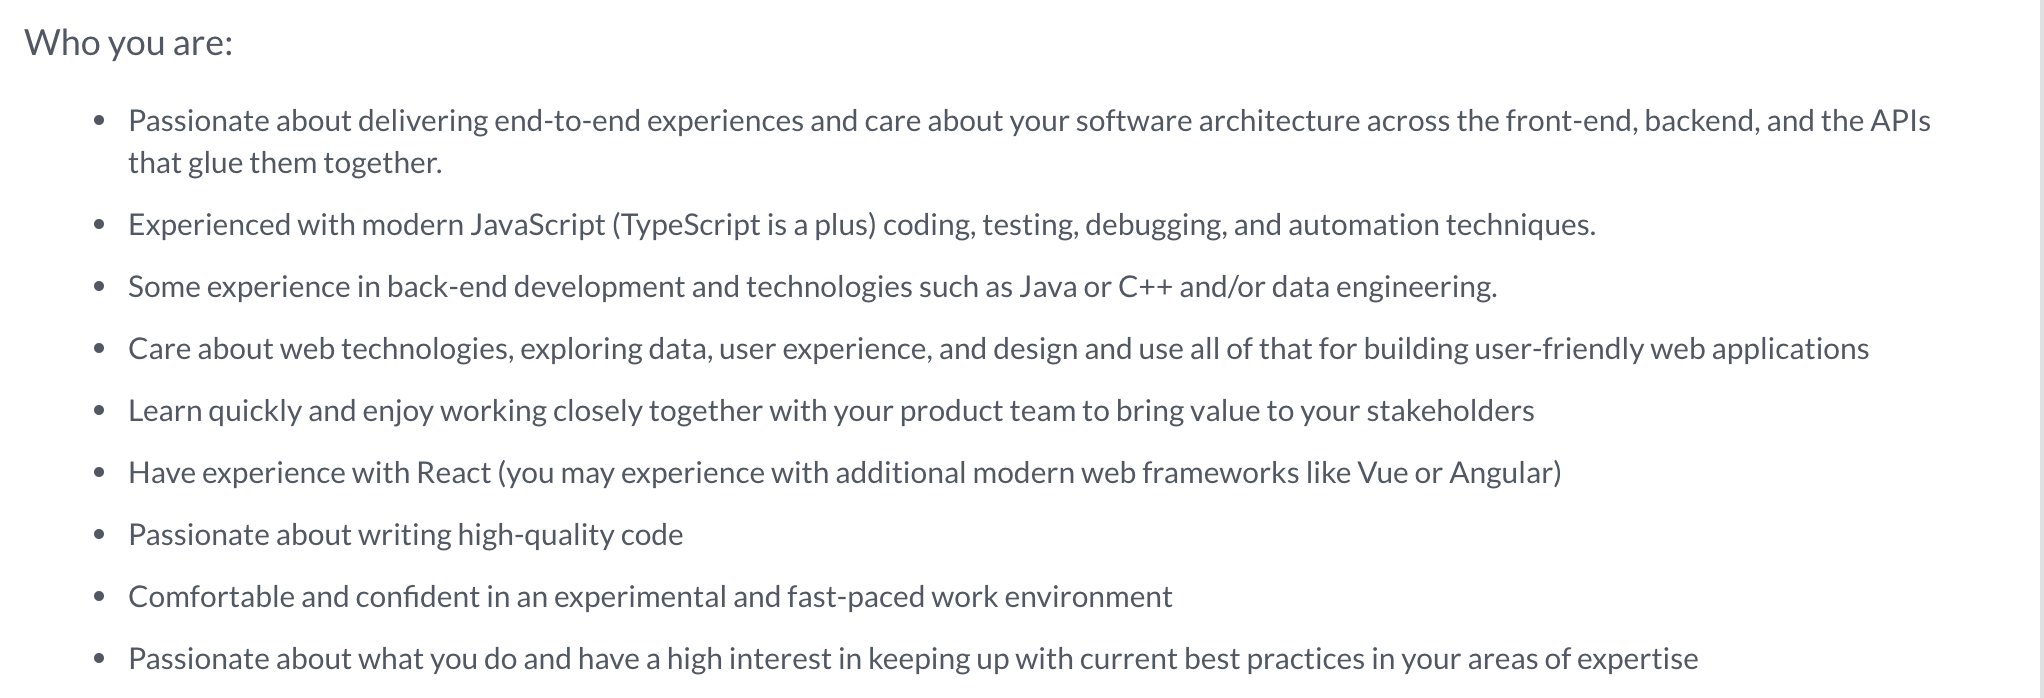 Who you are:
• Passionate about delivering end-to-end experiences and care about your software architecture across the front-end, backend, and the APIs
that glue them together.
• Experienced with modern JavaScript (TypeScript is a plus) coding, testing, debugging, and automation techniques.
• Some experience in back-end development and technologies such as Java or C++ and/or data engineering.
• Care about web technologies, exploring data, user experience, and design and use all of that for building user-friendly web applications
• Learn quickly and enjoy working closely together with your product team to bring value to your stakeholders
• Have experience with React (you may experience with additional modern web frameworks like Vue or Angular)
• Passionate about writing high-quality code
• Comfortable and confident in an experimental and fast-paced work environment
• Passionate about what you do and have a high interest in keeping up with current best practices in your areas of expertise